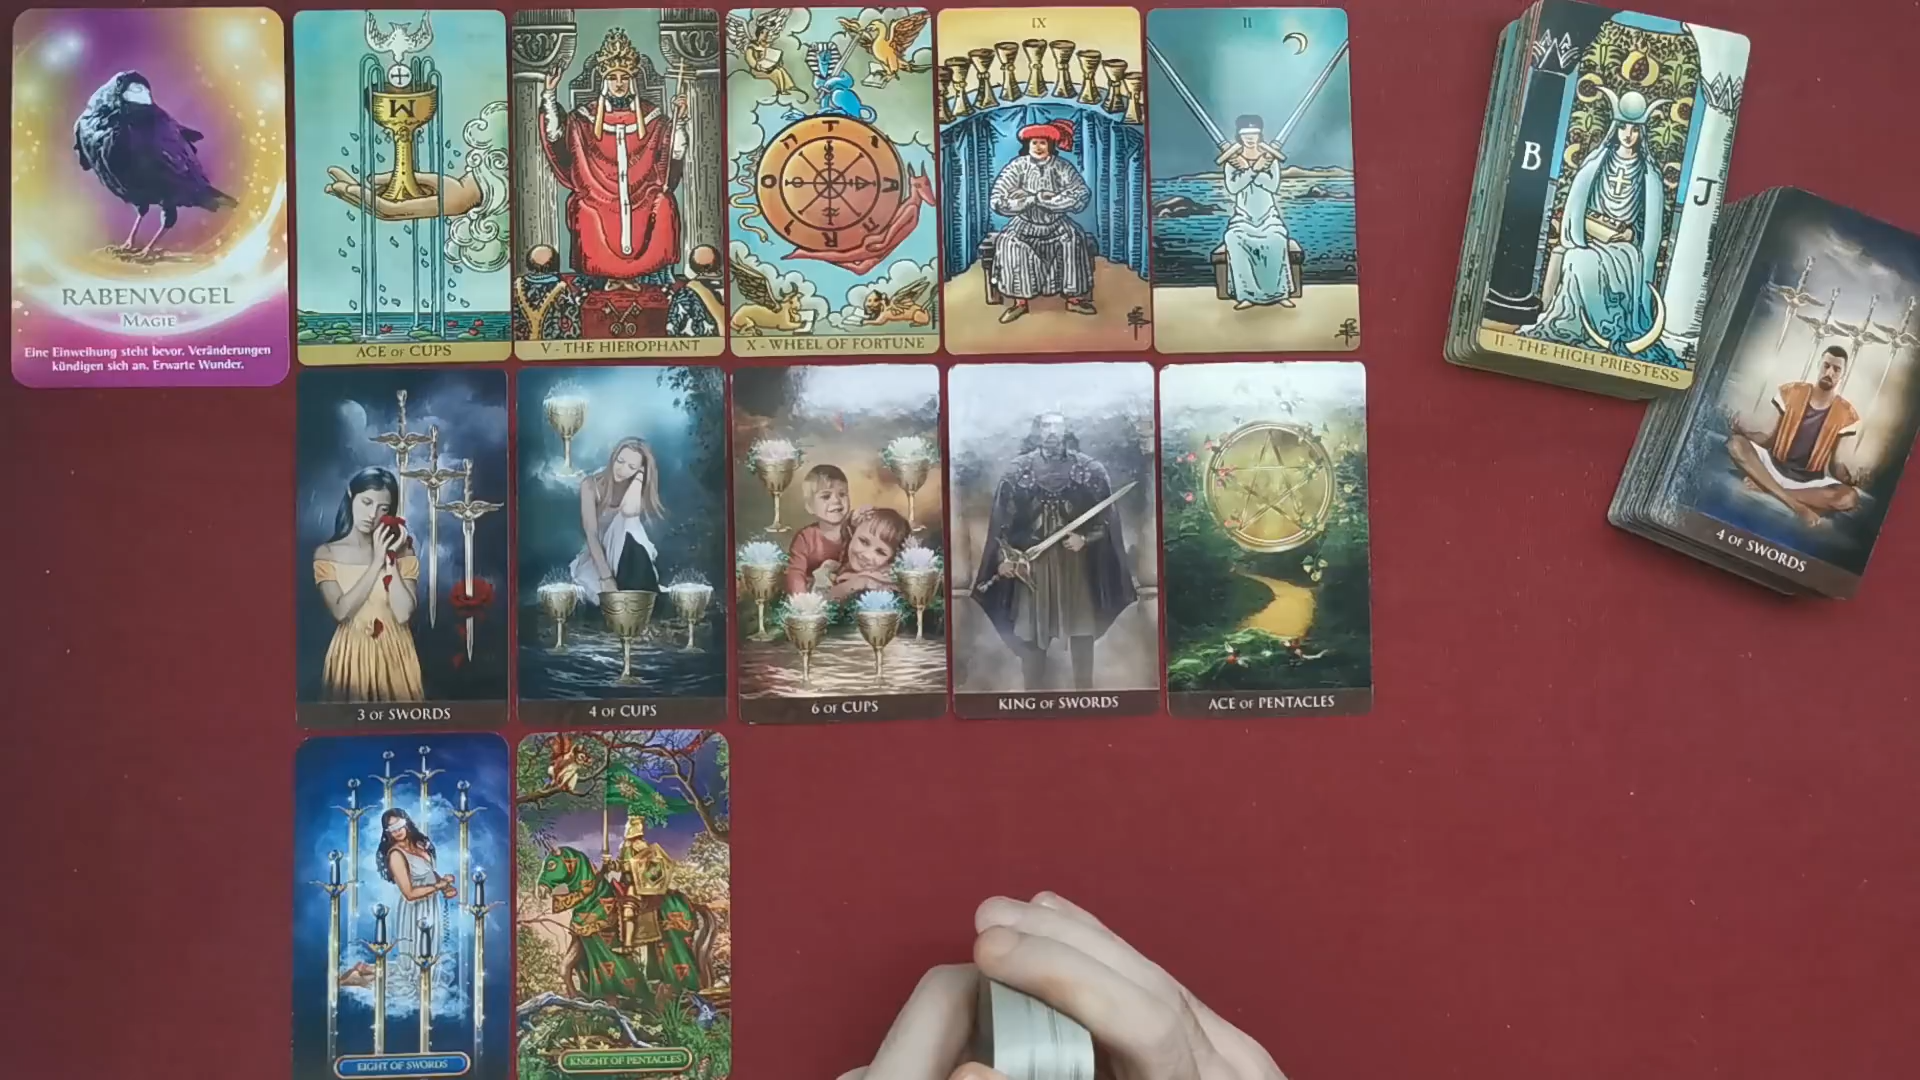 RABENVOGEL
MAGIE
Eine Einweihung steht bevor. Veränderungen
kündigen sich an. Erwarte Wunder.
W
ACE OF CUPS
V - THE HIEROPHANT
T
A
R
O
X - WHEEL OF FORTUNE
IX
II
B
J
II - THE HIGH PRIESTESS
4 OF SWORDS
3 OF SWORDS
4 OF CUPS
6 OF CUPS
KING OF SWORDS
ACE OF PENTACLES
EIGHT OF SWORDS
KNIGHT OF PENTACLES